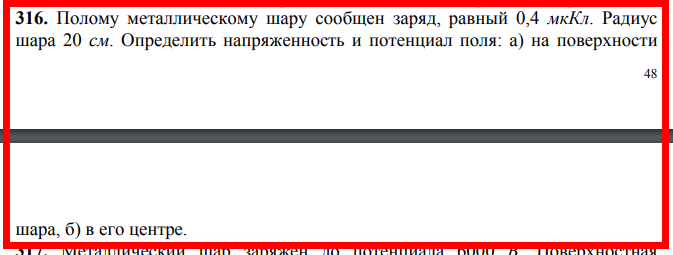 316. Полому металлическому шару сообщен заряд, равный 0,4 мкКл. Радиус
шара 20 см. Определить напряженность и потенциал поля: а) на поверхности
48
шара, б) в его центре.
317. Металлический шар заряжен до потенциала 6000 В. Поверхностная